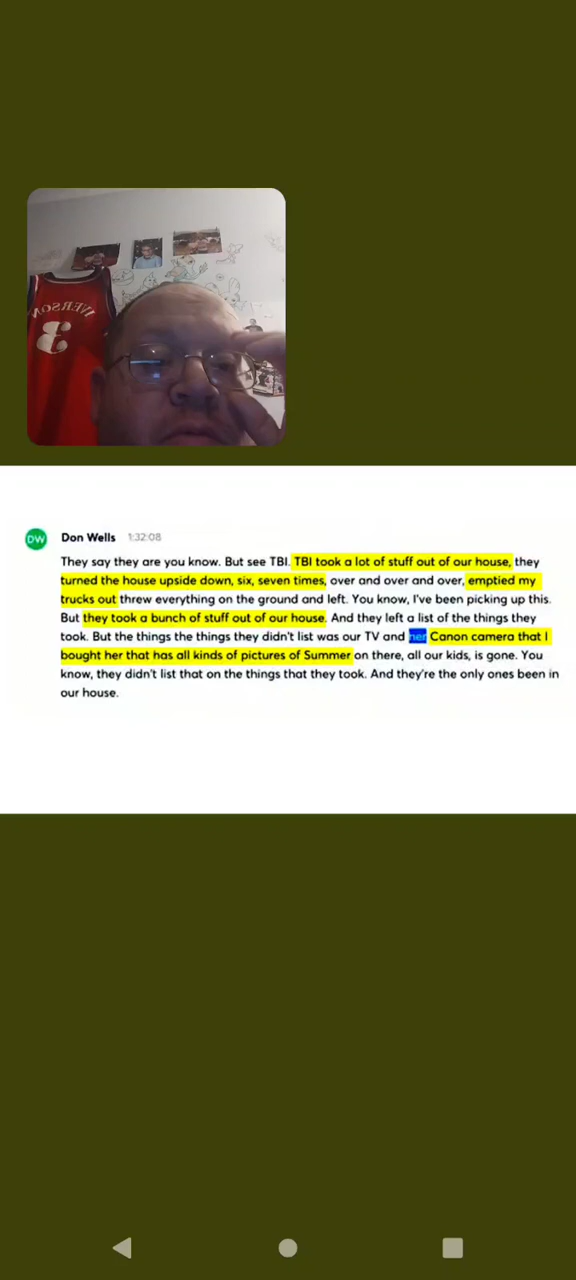 IVERSON
3
DW Don Wells 1:32:08
They say they are you know. But see TBI. TBI took a lot of stuff out of our house, they
turned the house upside down, six, seven times, over and over and over, emptied my
trucks out threw everything on the ground and left. You know, I've been picking up this.
But they took a bunch of stuff out of our house. And they left a list of the things they
took. But the things the things they didn't list was our TV and her Canon camera that I
bought her that has all kinds of pictures of Summer on there, all our kids, is gone. You
know, they didn't list that on the things that they took. And they're the only ones been in
our house.